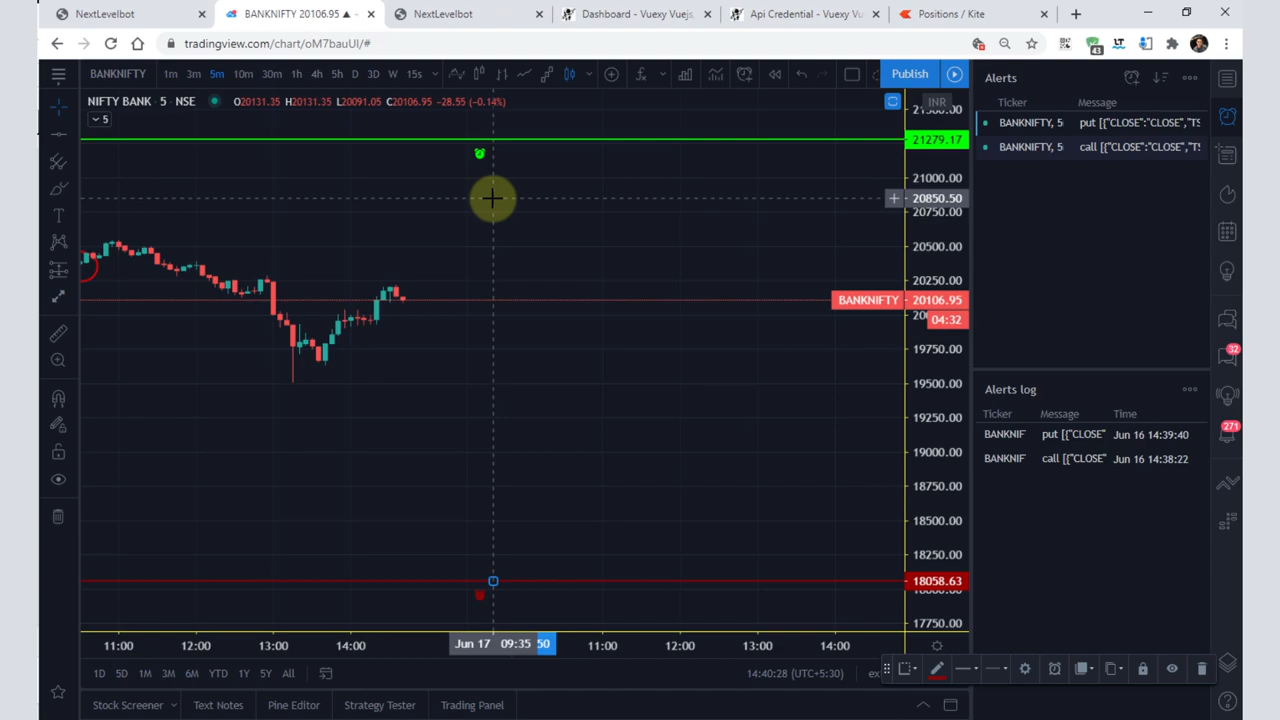 NextLevelbot
BANKNIFTY 20106.95 ▲
NextLevelbot
Dashboard - Vuexy Vuejs,
Api Credential - Vuexy Vu
Positions / Kite
tradingview.com/chart/oM7bauUI/#
43
BANKNIFTY 1m 3m 5m 10m 30m 1h 4h 5h D 3D W 15s
Publish
Alerts
NIFTY BANK · 5 · NSE
O20131.35 H20131.35 L20091.05 C20106.95 −28.55 (−0.14%)
INR
5
Ticker Message
BANKNIFTY, 5 put [{"CLOSE":"CLOSE","TS
BANKNIFTY, 5 call [{"CLOSE":"CLOSE","TS
21279.17
21000.00
20850.50
20750.00
20500.00
20250.00
BANKNIFTY 20106.95
04:32
19750.00
19500.00
19250.00
19000.00
18750.00
18500.00
18250.00
18058.63
17750.00
32
Alerts log
Ticker Message Time
BANKNIF put [{"CLOSE" Jun 16 14:39:40
BANKNIF call [{"CLOSE" Jun 16 14:38:22
271
11:00 12:00 13:00 14:00 Jun 17 09:35 50 11:00 12:00 13:00 14:00
1D 5D 1M 3M 6M YTD 1Y 5Y All
14:40:28 (UTC+5:30)
Stock Screener Text Notes Pine Editor Strategy Tester Trading Panel